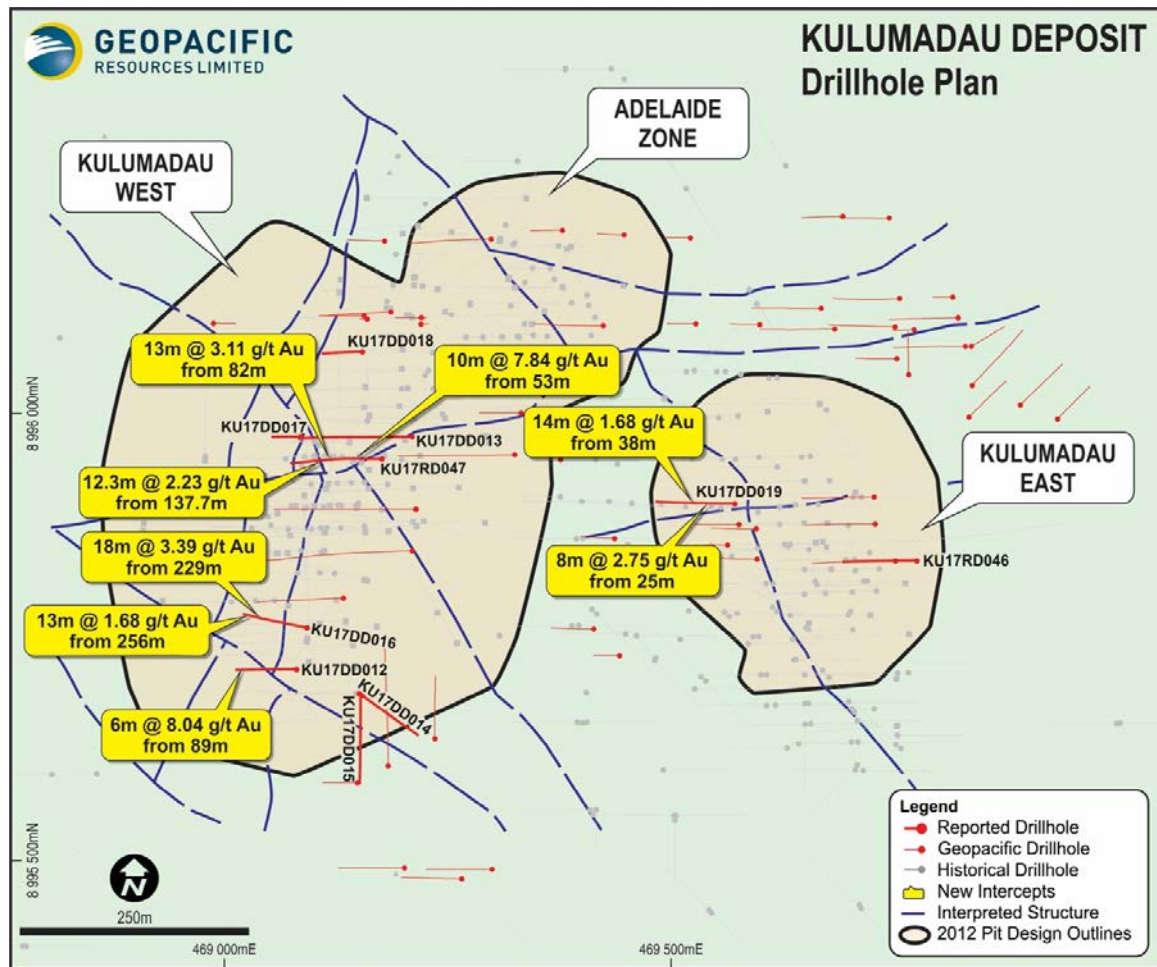 GEOPACIFIC
RESOURCES LIMITED
KULUMADAU DEPOSIT
Drillhole Plan
ADELAIDE
ZONE
KULUMADAU
WEST
13m @ 3.11 g/t Au
from 82m
KU17DD018
10m @ 7.84 g/t Au
from 53m
8 996 000mN
14m @ 1.68 g/t Au
from 38m
KU17DD017
KU17DD013
KU17RD047
KULUMADAU
EAST
12.3m @ 2.23 g/t Au
from 137.7m
KU17DD019
18m @ 3.39 g/t Au
from 229m
8m @ 2.75 g/t Au
from 25m
KU17RD046
13m @ 1.68 g/t Au
from 256m
KU17DD016
KU17DD012
6m @ 8.04 g/t Au
from 89m
KU17DD014
KU17DD015
8 995 500mN
N
250m
469 000mE
469 500mE
Legend
Reported Drillhole
Geopacific Drillhole
Historical Drillhole
New Intercepts
Interpreted Structure
2012 Pit Design Outlines